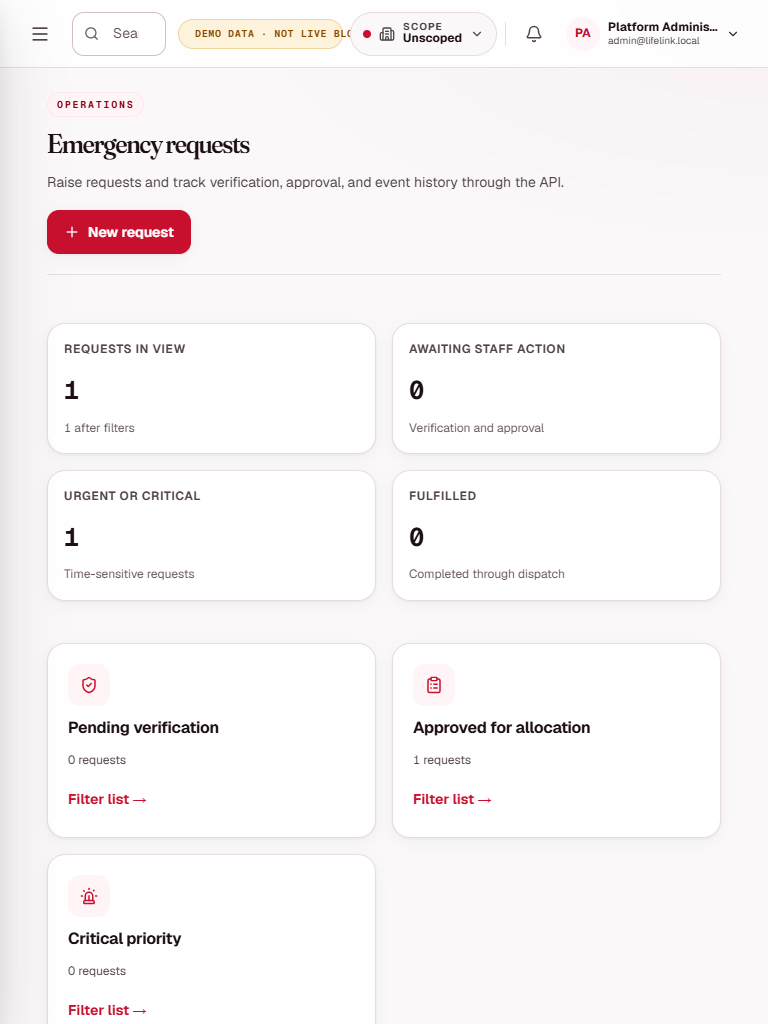 Sea
DEMO DATA · NOT LIVE BLO
SCOPE
Unscoped
PA
Platform Adminis...
admin@lifelink.local
OPERATIONS
Emergency requests
Raise requests and track verification, approval, and event history through the API.
New request
REQUESTS IN VIEW
1
1 after filters
AWAITING STAFF ACTION
0
Verification and approval
URGENT OR CRITICAL
1
Time-sensitive requests
FULFILLED
0
Completed through dispatch
Pending verification
0 requests
Filter list →
Approved for allocation
1 requests
Filter list →
Critical priority
0 requests
Filter list →